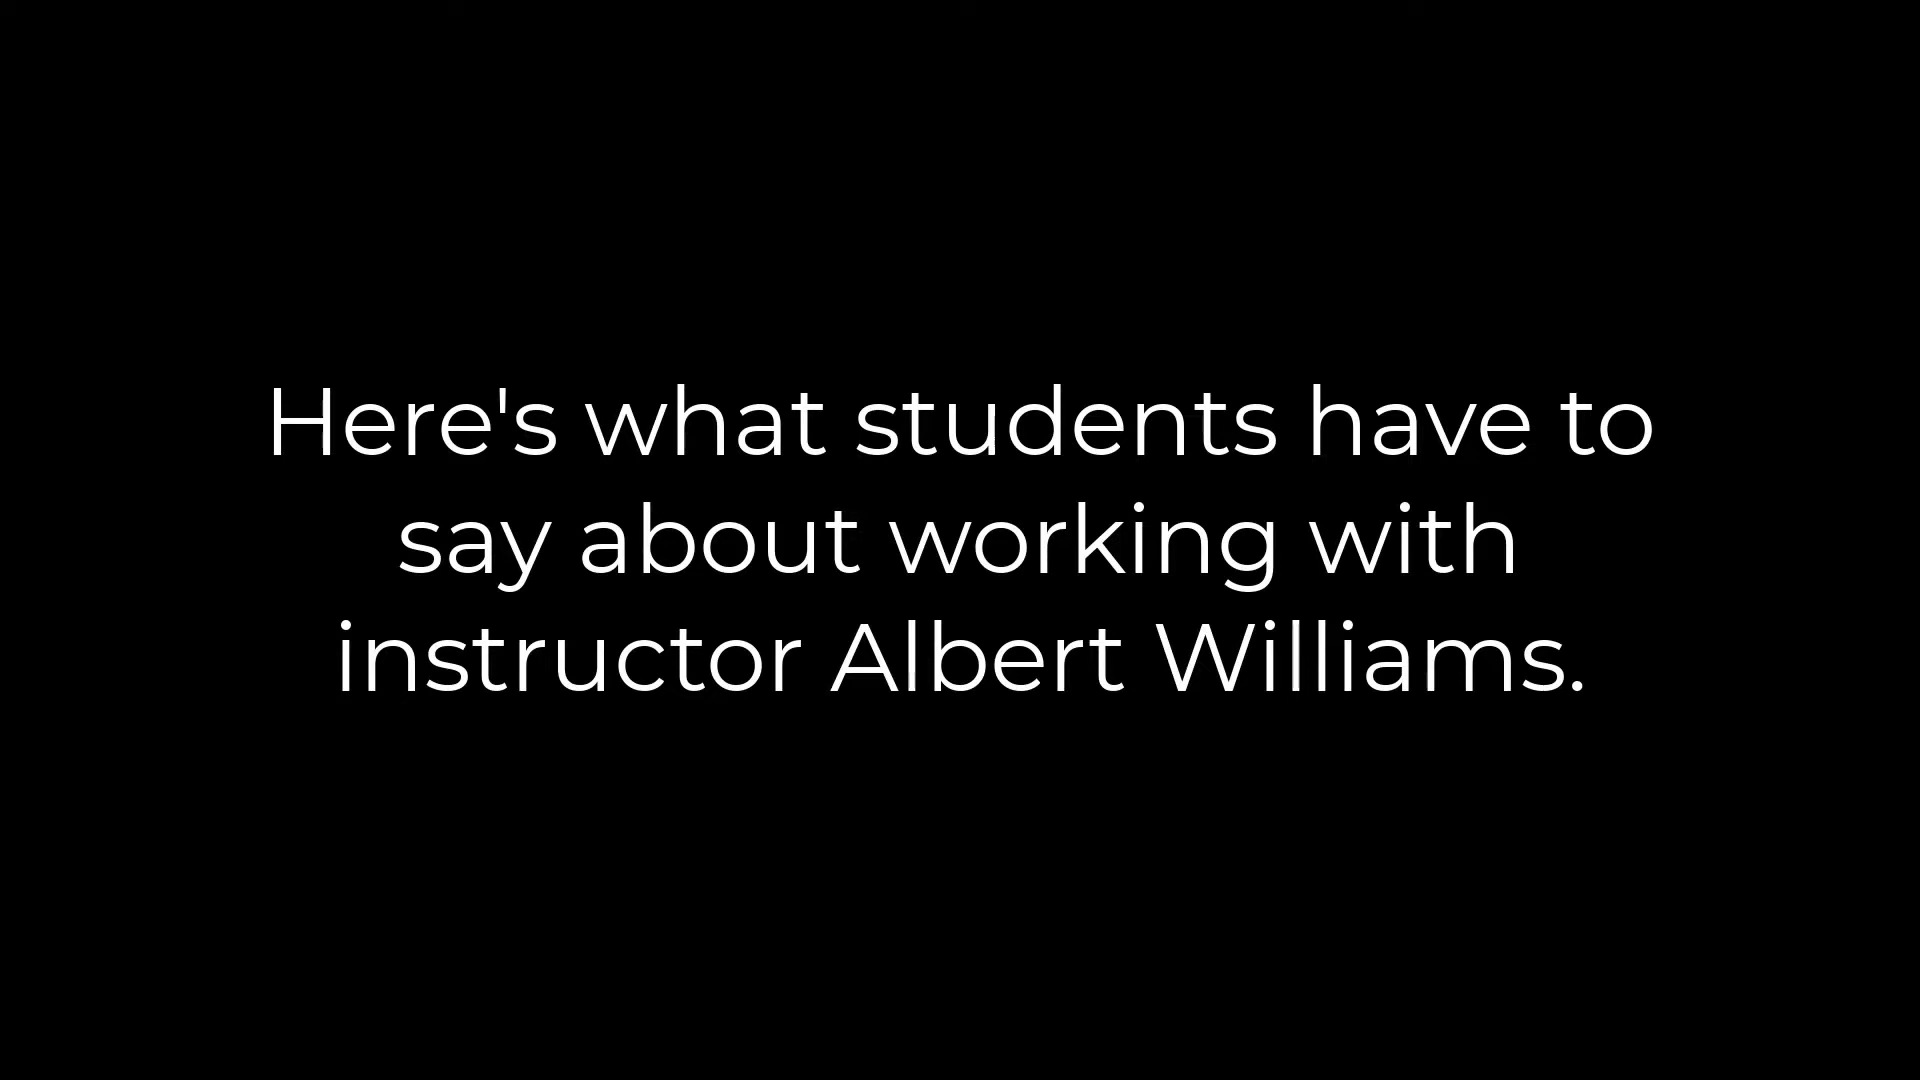 Here's what students have to
say about working with
instructor Albert Williams.